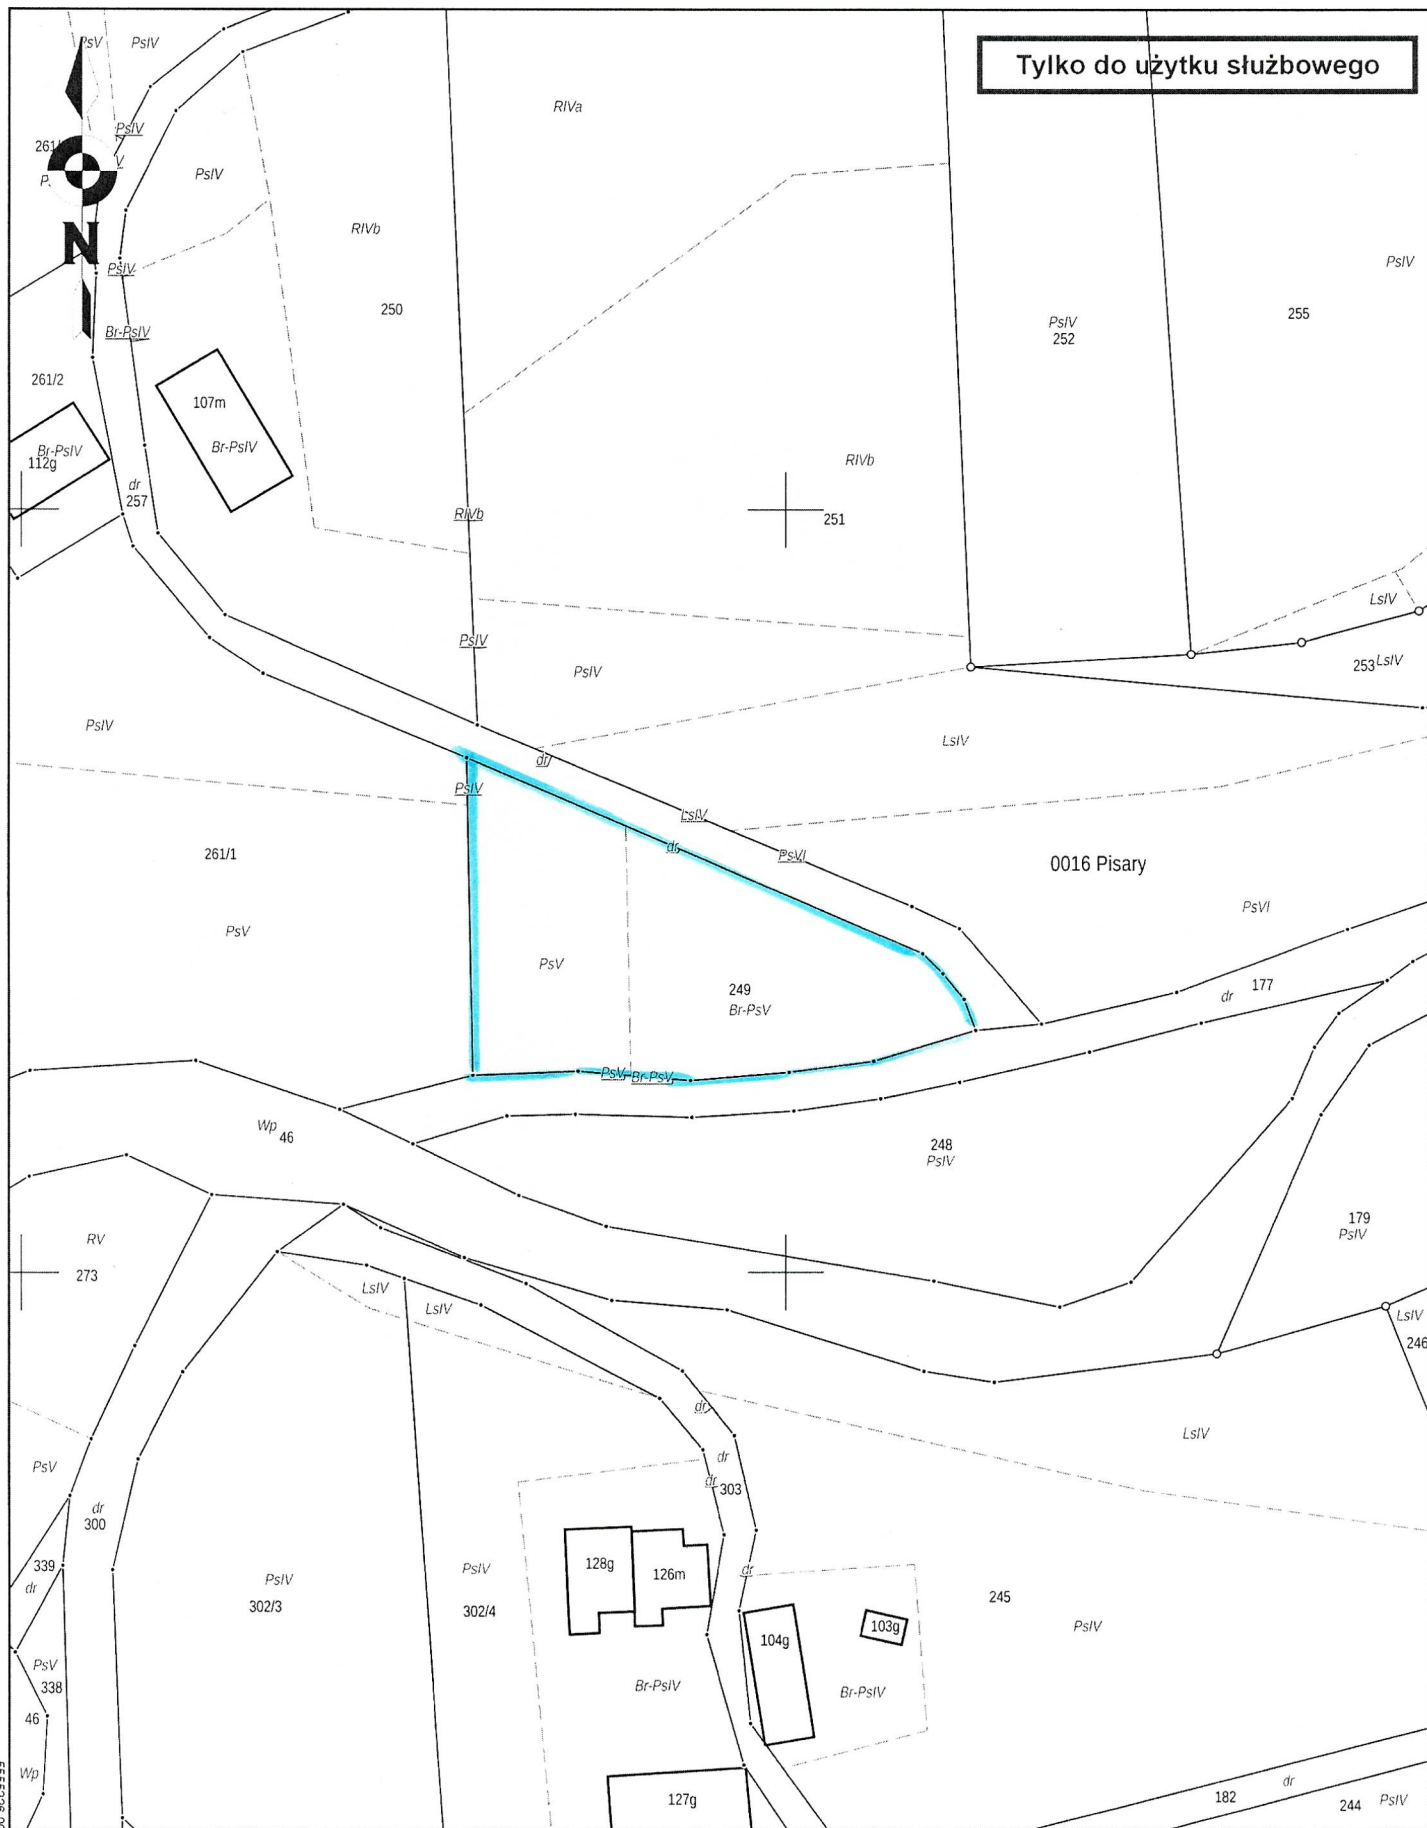 Tylko do użytku służbowego
PsV
PsIV
RIVa
PsIV
PsIV
RIVb
N
PsIV
PsIV
250
PsIV
252
255
Br-PsIV
261/2
107m
Br-PsIV
Br-PsIV
112g
RIVb
dr
257
RIVb
251
LsIV
PsIV
PsIV
253
LsIV
PsIV
dr
LsIV
PsIV
LsIV
dr
PsVI
261/1
0016 Pisary
PsVI
PsV
PsV
249
Br-PsV
177
dr
PsV
Br-PsV
Wp
46
248
PsIV
179
PsIV
RV
273
LsIV
LsIV
LsIV
246
dr
LsIV
PsV
dr
dr
303
dr
300
339
dr
128g
126m
PsIV
dr
PsIV
302/3
302/4
245
PsIV
104g
103g
PsV
338
Br-PsIV
Br-PsIV
46
Wp
127g
dr
182
244
PsIV